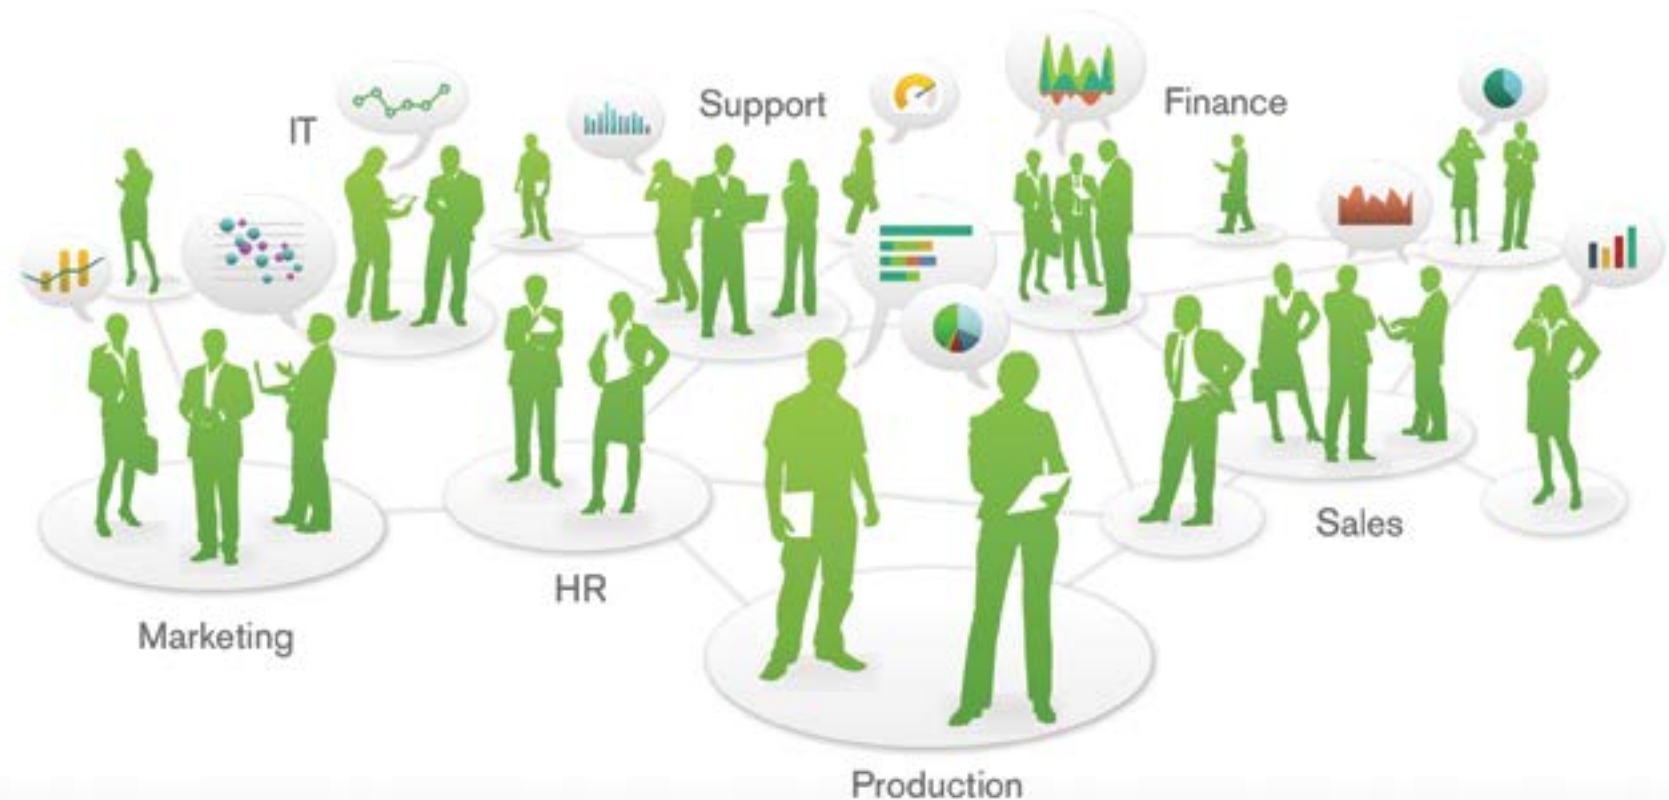 IT
Support
Finance
Sales
HR
Marketing
Production